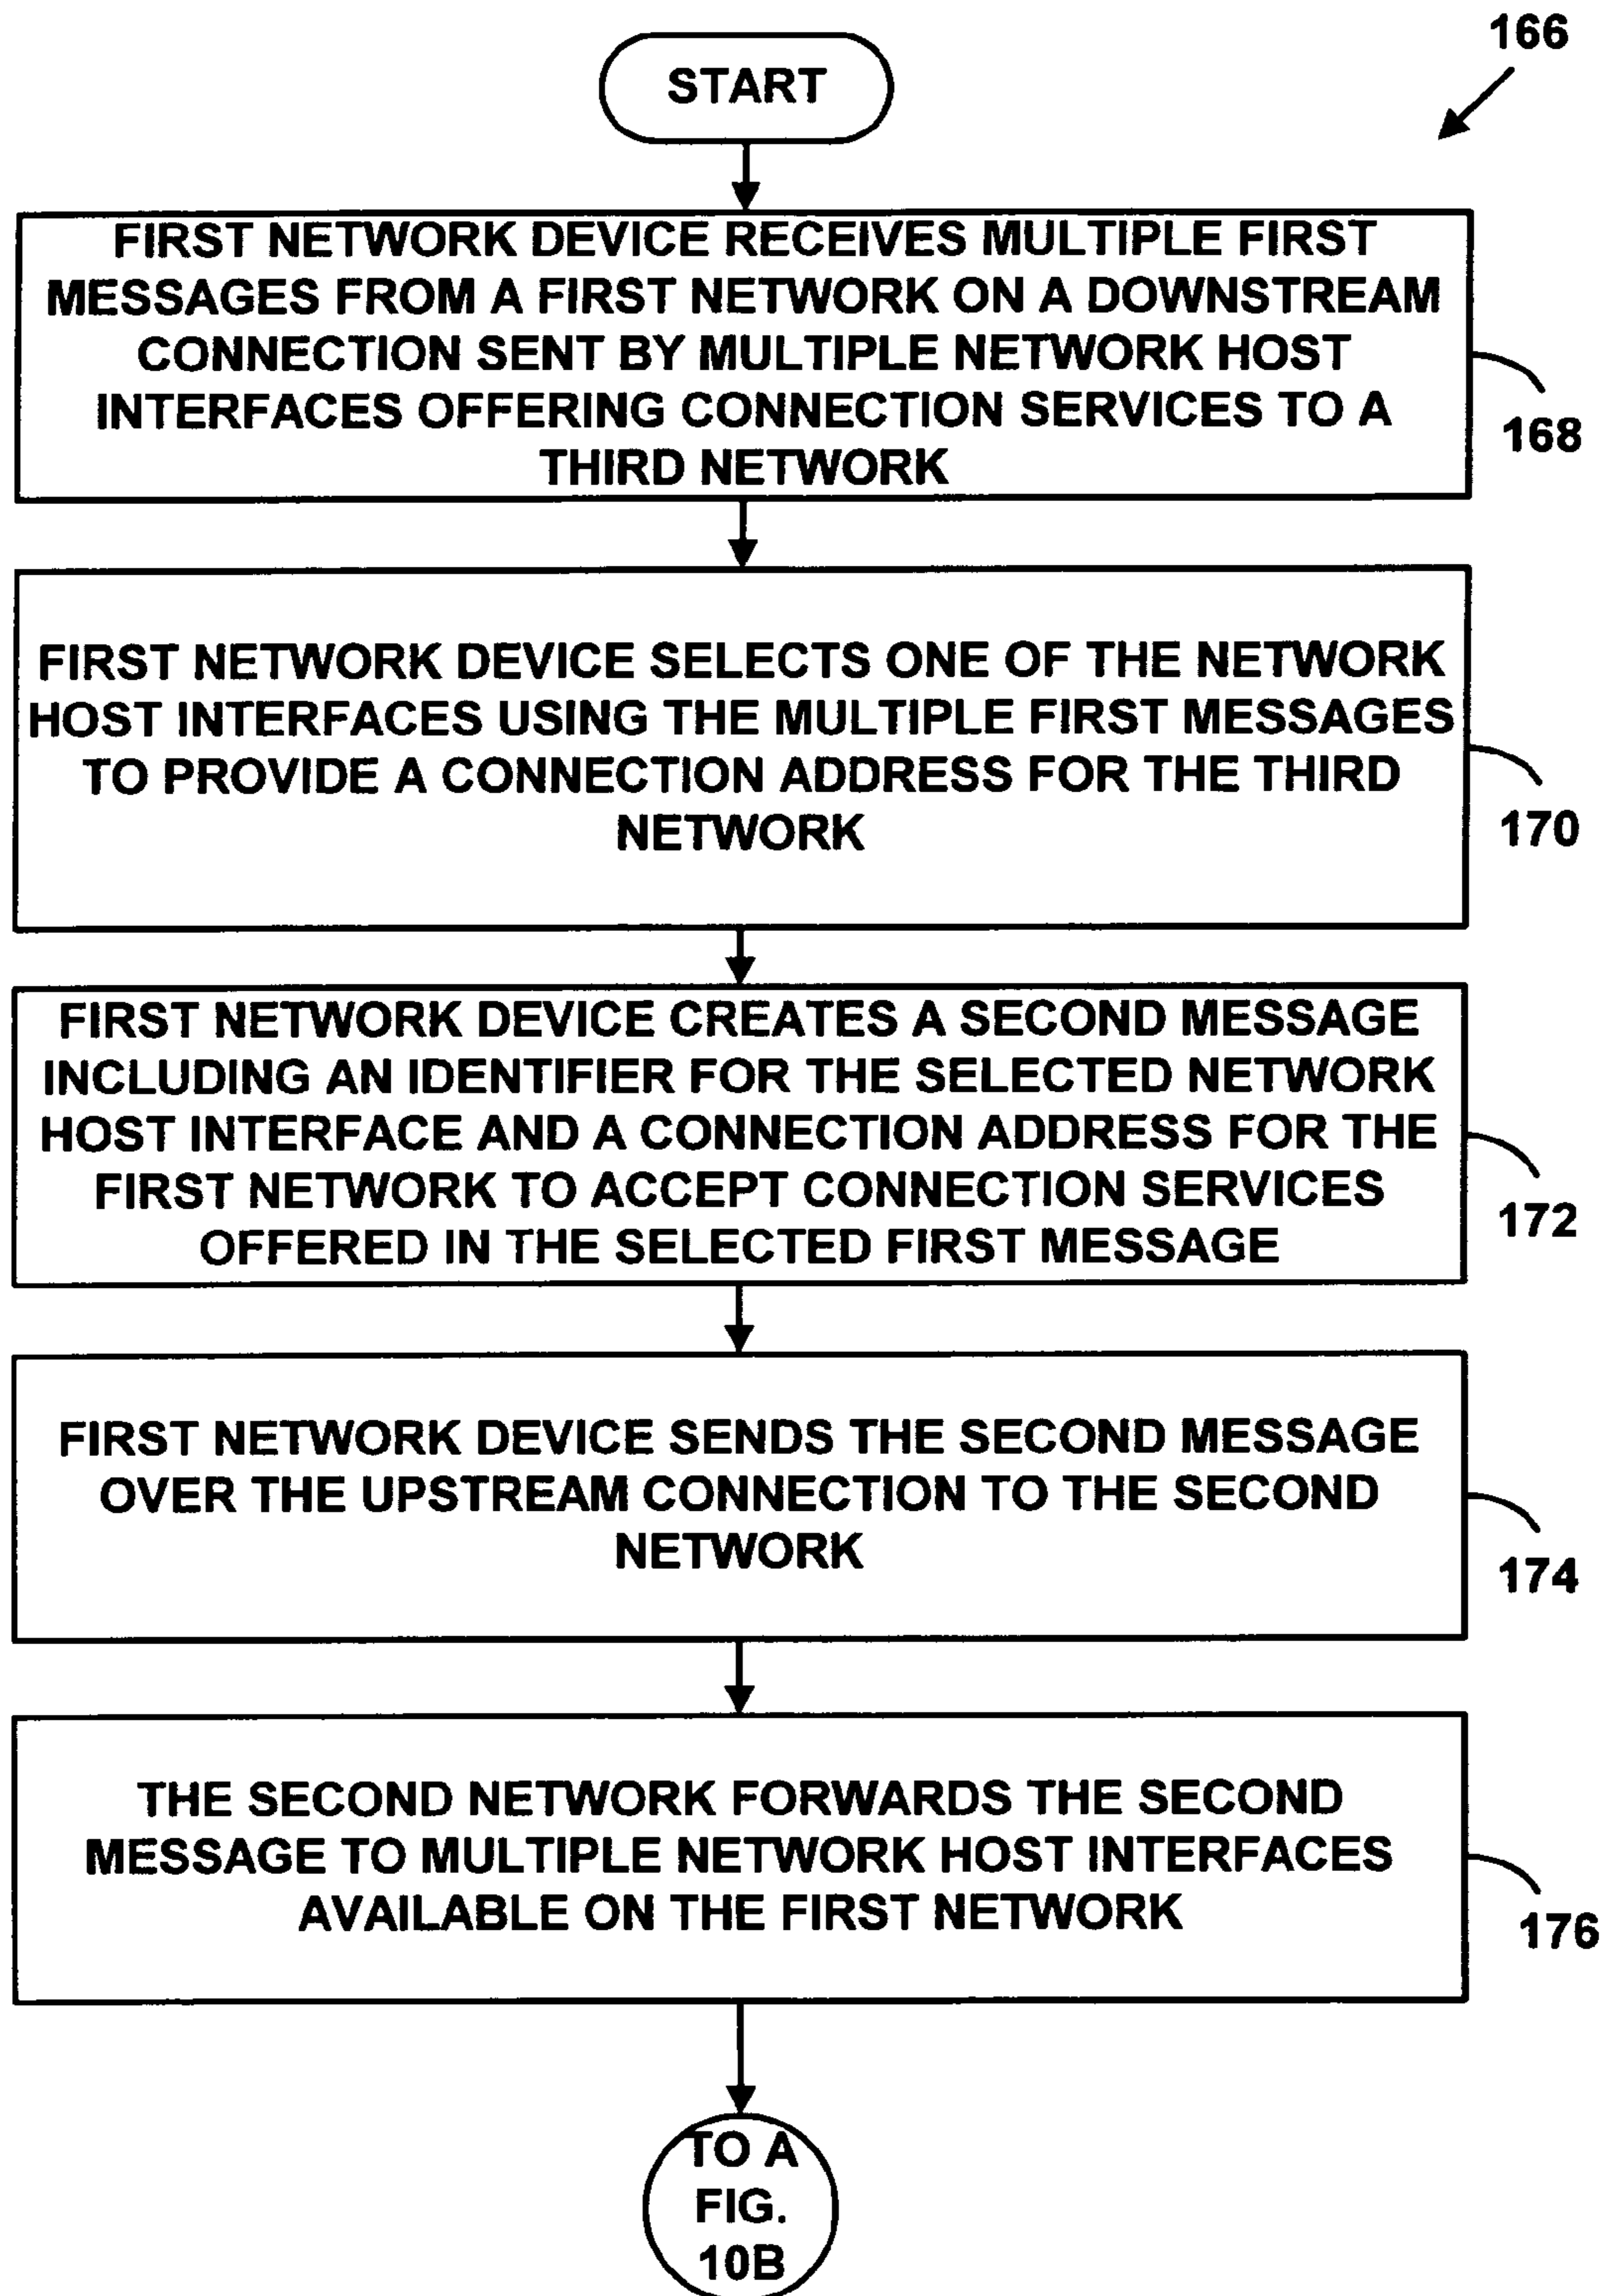 166
START
FIRST NETWORK DEVICE RECEIVES MULTIPLE FIRST
MESSAGES FROM A FIRST NETWORK ON A DOWNSTREAM
CONNECTION SENT BY MULTIPLE NETWORK HOST
INTERFACES OFFERING CONNECTION SERVICES TO A
THIRD NETWORK
168
FIRST NETWORK DEVICE SELECTS ONE OF THE NETWORK
HOST INTERFACES USING THE MULTIPLE FIRST MESSAGES
TO PROVIDE A CONNECTION ADDRESS FOR THE THIRD
NETWORK
170
FIRST NETWORK DEVICE CREATES A SECOND MESSAGE
INCLUDING AN IDENTIFIER FOR THE SELECTED NETWORK
HOST INTERFACE AND A CONNECTION ADDRESS FOR THE
FIRST NETWORK TO ACCEPT CONNECTION SERVICES
OFFERED IN THE SELECTED FIRST MESSAGE
172
FIRST NETWORK DEVICE SENDS THE SECOND MESSAGE
OVER THE UPSTREAM CONNECTION TO THE SECOND
NETWORK
174
THE SECOND NETWORK FORWARDS THE SECOND
MESSAGE TO MULTIPLE NETWORK HOST INTERFACES
AVAILABLE ON THE FIRST NETWORK
176
TO A
FIG.
10B